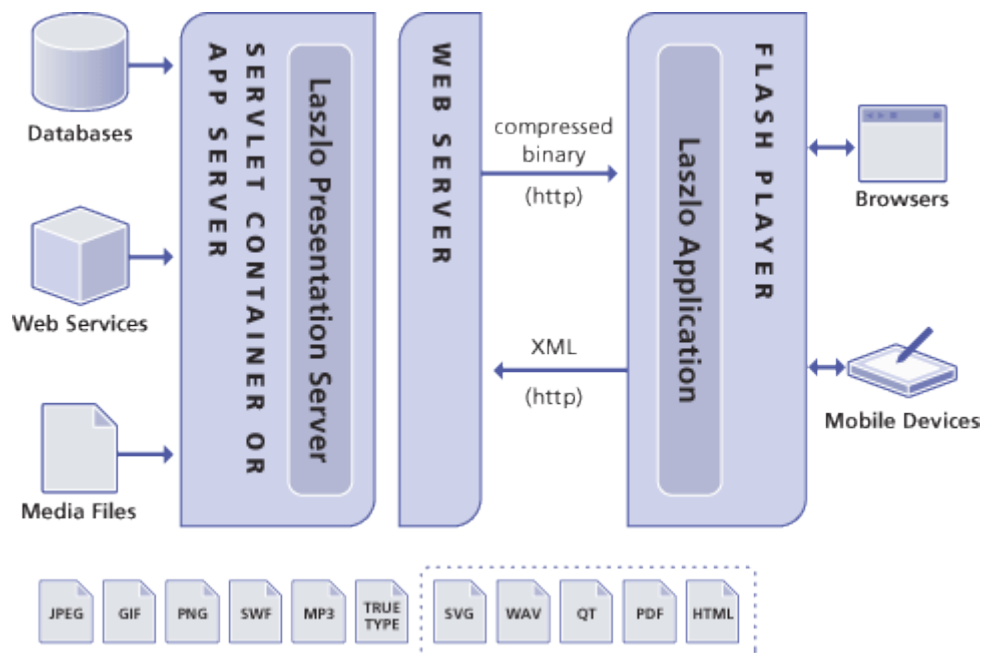 Databases
Web Services
Media Files
SERVLET CONTAINER OR
APP SERVER
Laszlo Presentation Server
WEB SERVER
compressed
binary
(http)
XML
(http)
Laszlo Application
FLASH PLAYER
Browsers
Mobile Devices
JPEG
GIF
PNG
SWF
MP3
TRUE
TYPE
SVG
WAV
QT
PDF
HTML